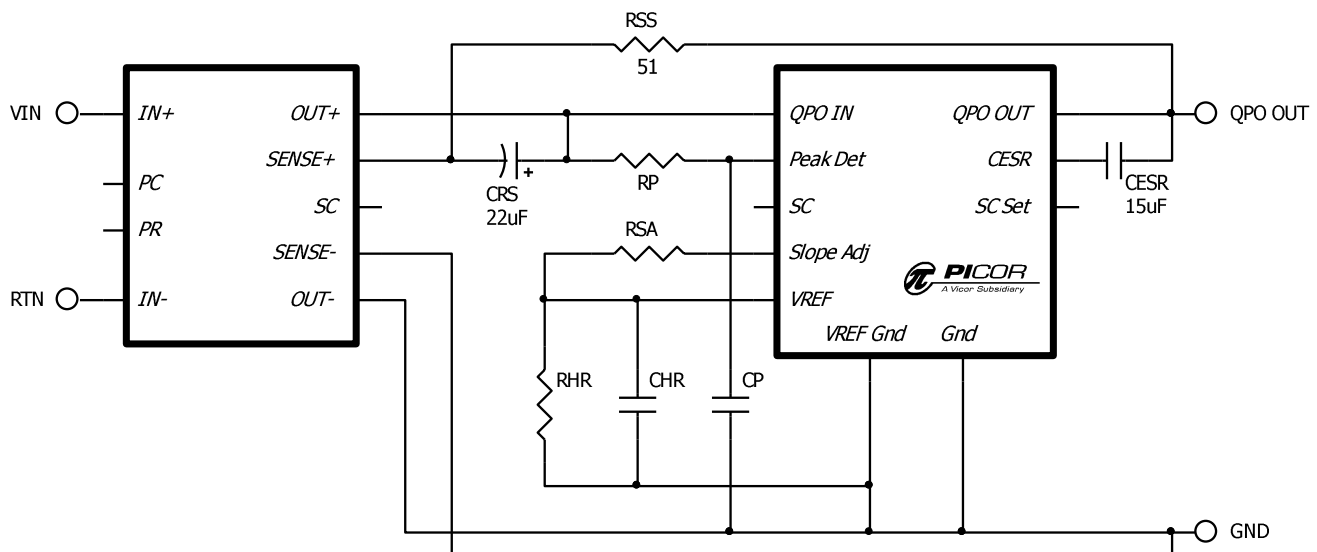 RSS
51
VIN
IN+
OUT+
QPO IN
QPO OUT
QPO OUT
SENSE+
Peak Det
CESR
CRS
22uF
+
RP
CESR
15uF
PC
SC
SC
SC Set
PR
RSA
SENSE-
Slope Adj
π PICOR
A Vicor Subsidiary
RTN
IN-
OUT-
VREF
VREF Gnd
Gnd
RHR
CHR
CP
GND